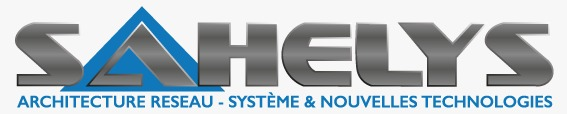 SAHELYS
ARCHITECTURE RESEAU - SYSTÈME & NOUVELLES TECHNOLOGIES